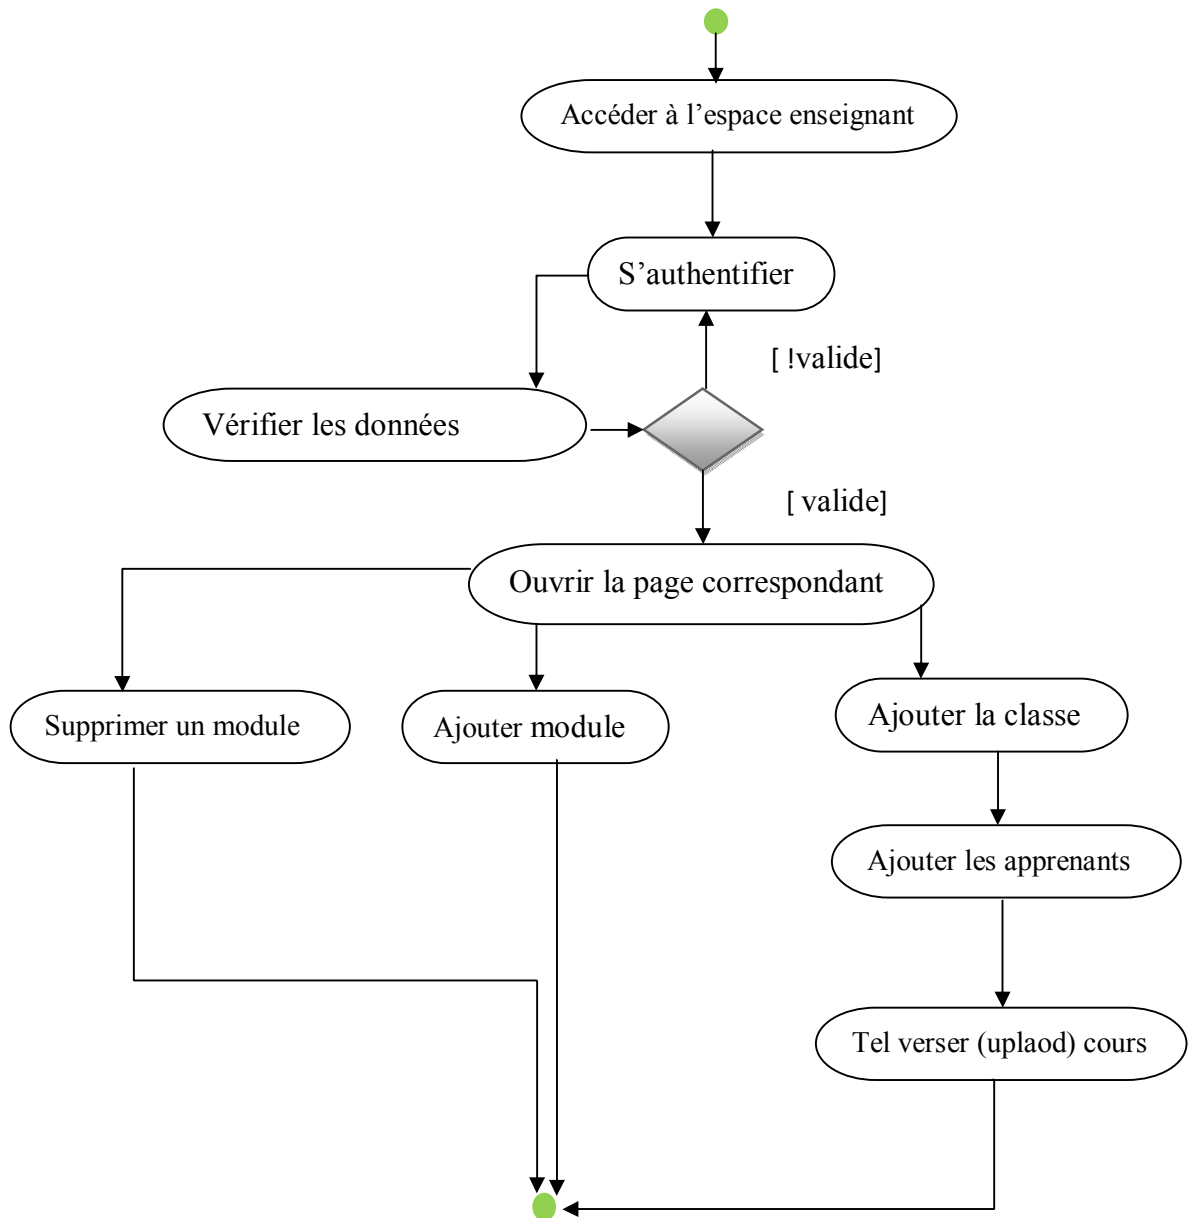 Accéder à l’espace enseignant
S’authentifier
[ !valide]
Vérifier les données
[ valide]
Ouvrir la page correspondant
Supprimer un module
Ajouter module
Ajouter la classe
Ajouter les apprenants
Tel verser (uplaod) cours